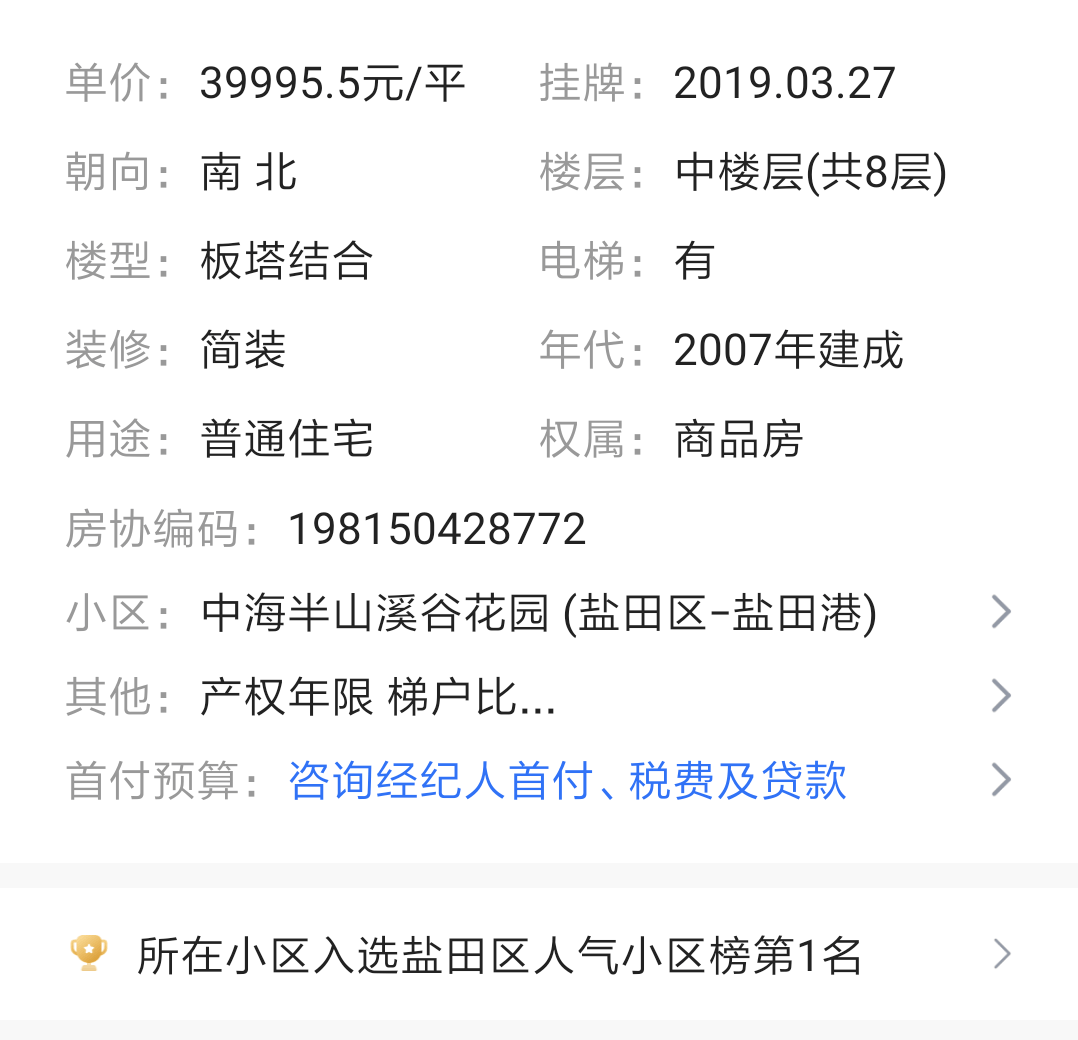 单价：39995.5元/平 挂牌：2019.03.27
朝向：南 北 楼层：中楼层(共8层)
楼型：板塔结合 电梯：有
装修：简装 年代：2007年建成
用途：普通住宅 权属：商品房
房协编码：198150428772
小区：中海半山溪谷花园 (盐田区-盐田港)
其他：产权年限 梯户比...
首付预算：咨询经纪人首付、税费及贷款
所在小区入选盐田区人气小区榜第1名